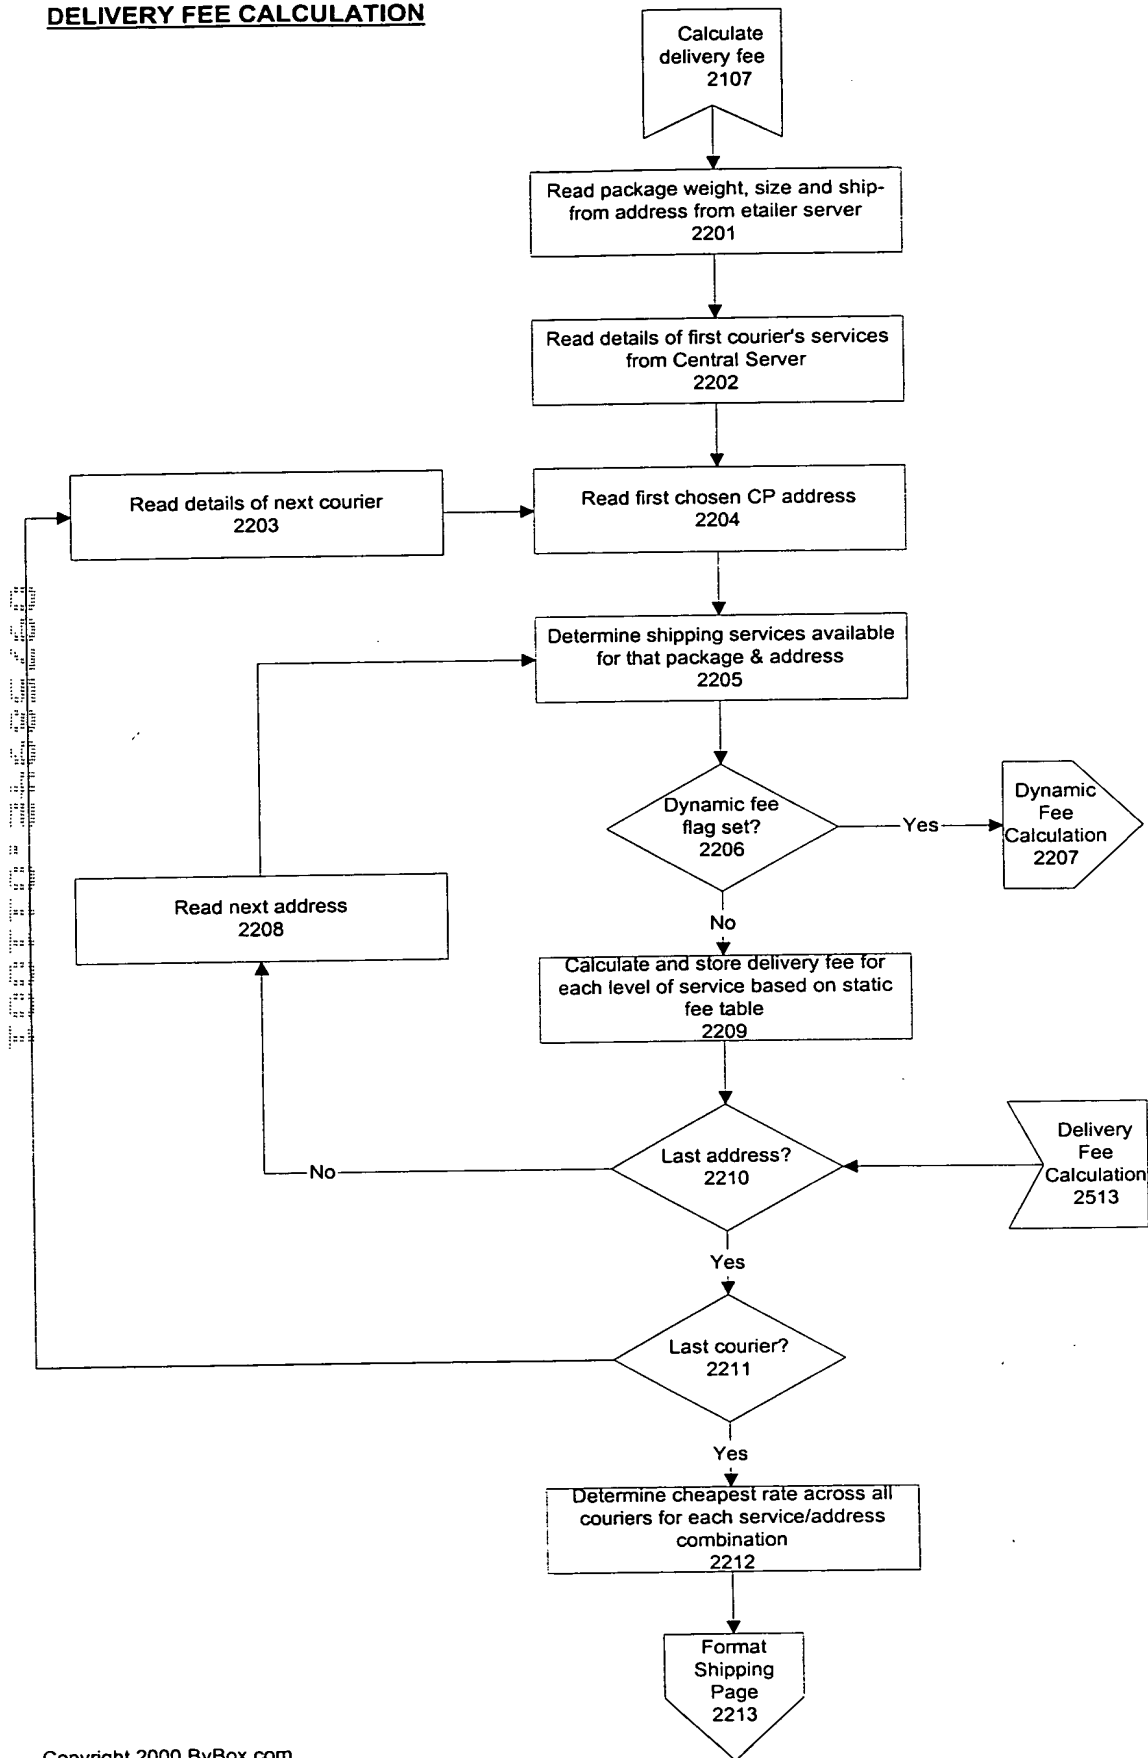 DELIVERY FEE CALCULATION
Calculate
delivery fee
2107
Read package weight, size and ship-
from address from etailer server
2201
Read details of first courier's services
from Central Server
2202
Read details of next courier
2203
Read first chosen CP address
2204
Determine shipping services available
for that package & address
2205
Dynamic fee
flag set?
2206
Yes
Dynamic
Fee
Calculation
2207
Read next address
2208
No
Calculate and store delivery fee for
each level of service based on static
fee table
2209
Last address?
2210
No
Delivery
Fee
Calculation
2513
Yes
Last courier?
2211
Yes
Determine cheapest rate across all
couriers for each service/address
combination
2212
Format
Shipping
Page
2213
Copyright 2000 ByBox.com